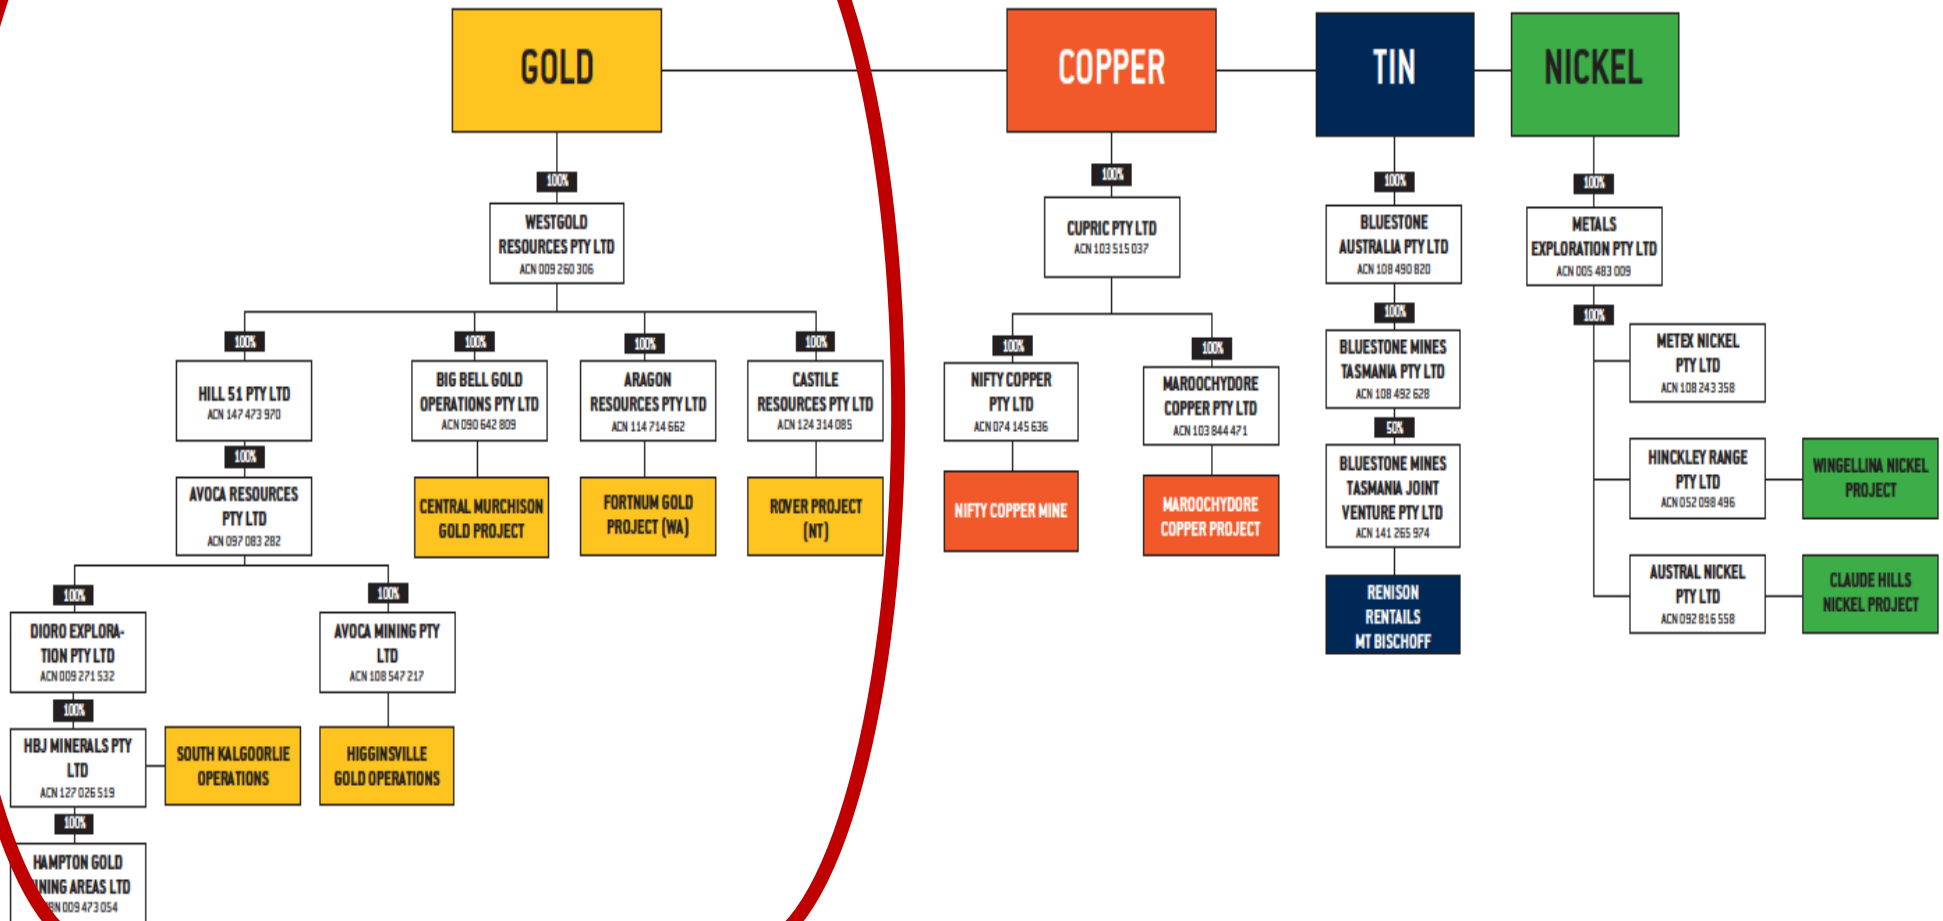 GOLD
COPPER
TIN
NICKEL
100%
WESTGOLD
RESOURCES PTY LTD
ACN 009 260 306
100%
HILL 51 PTY LTD
ACN 147 473 970
100%
AVOCA RESOURCES
PTY LTD
ACN 097 083 282
100%
DIORO EXPLORA-
TION PTY LTD
ACN 009 271 532
100%
HBJ MINERALS PTY
LTD
ACN 127 026 519
SOUTH KALGOORLIE
OPERATIONS
100%
HAMPTON GOLD
INING AREAS LTD
BN 009 473 054
100%
AVOCA MINING PTY
LTD
ACN 108 547 217
HIGGINSVILLE
GOLD OPERATIONS
100%
BIG BELL GOLD
OPERATIONS PTY LTD
ACN 090 642 809
CENTRAL MURCHISON
GOLD PROJECT
100%
ARAGON
RESOURCES PTY LTD
ACN 114 714 662
FORTNUM GOLD
PROJECT (WA)
100%
CASTILE
RESOURCES PTY LTD
ACN 124 314 085
ROVER PROJECT
(NT)
100%
CUPRIC PTY LTD
ACN 103 515 037
100%
NIFTY COPPER
PTY LTD
ACN 074 145 636
NIFTY COPPER MINE
100%
MAROOCHYDORE
COPPER PTY LTD
ACN 103 844 471
MAROOCHYDORE
COPPER PROJECT
100%
BLUESTONE
AUSTRALIA PTY LTD
ACN 108 490 820
100%
BLUESTONE MINES
TASMANIA PTY LTD
ACN 108 492 628
50%
BLUESTONE MINES
TASMANIA JOINT
VENTURE PTY LTD
ACN 141 265 974
RENISON
RENTAILS
MT BISCHOFF
100%
METALS
EXPLORATION PTY LTD
ACN 005 483 009
100%
METEX NICKEL
PTY LTD
ACN 108 243 358
HINCKLEY RANGE
PTY LTD
ACN 052 098 496
WINGELLINA NICKEL
PROJECT
AUSTRAL NICKEL
PTY LTD
ACN 092 816 558
CLAUDE HILLS
NICKEL PROJECT